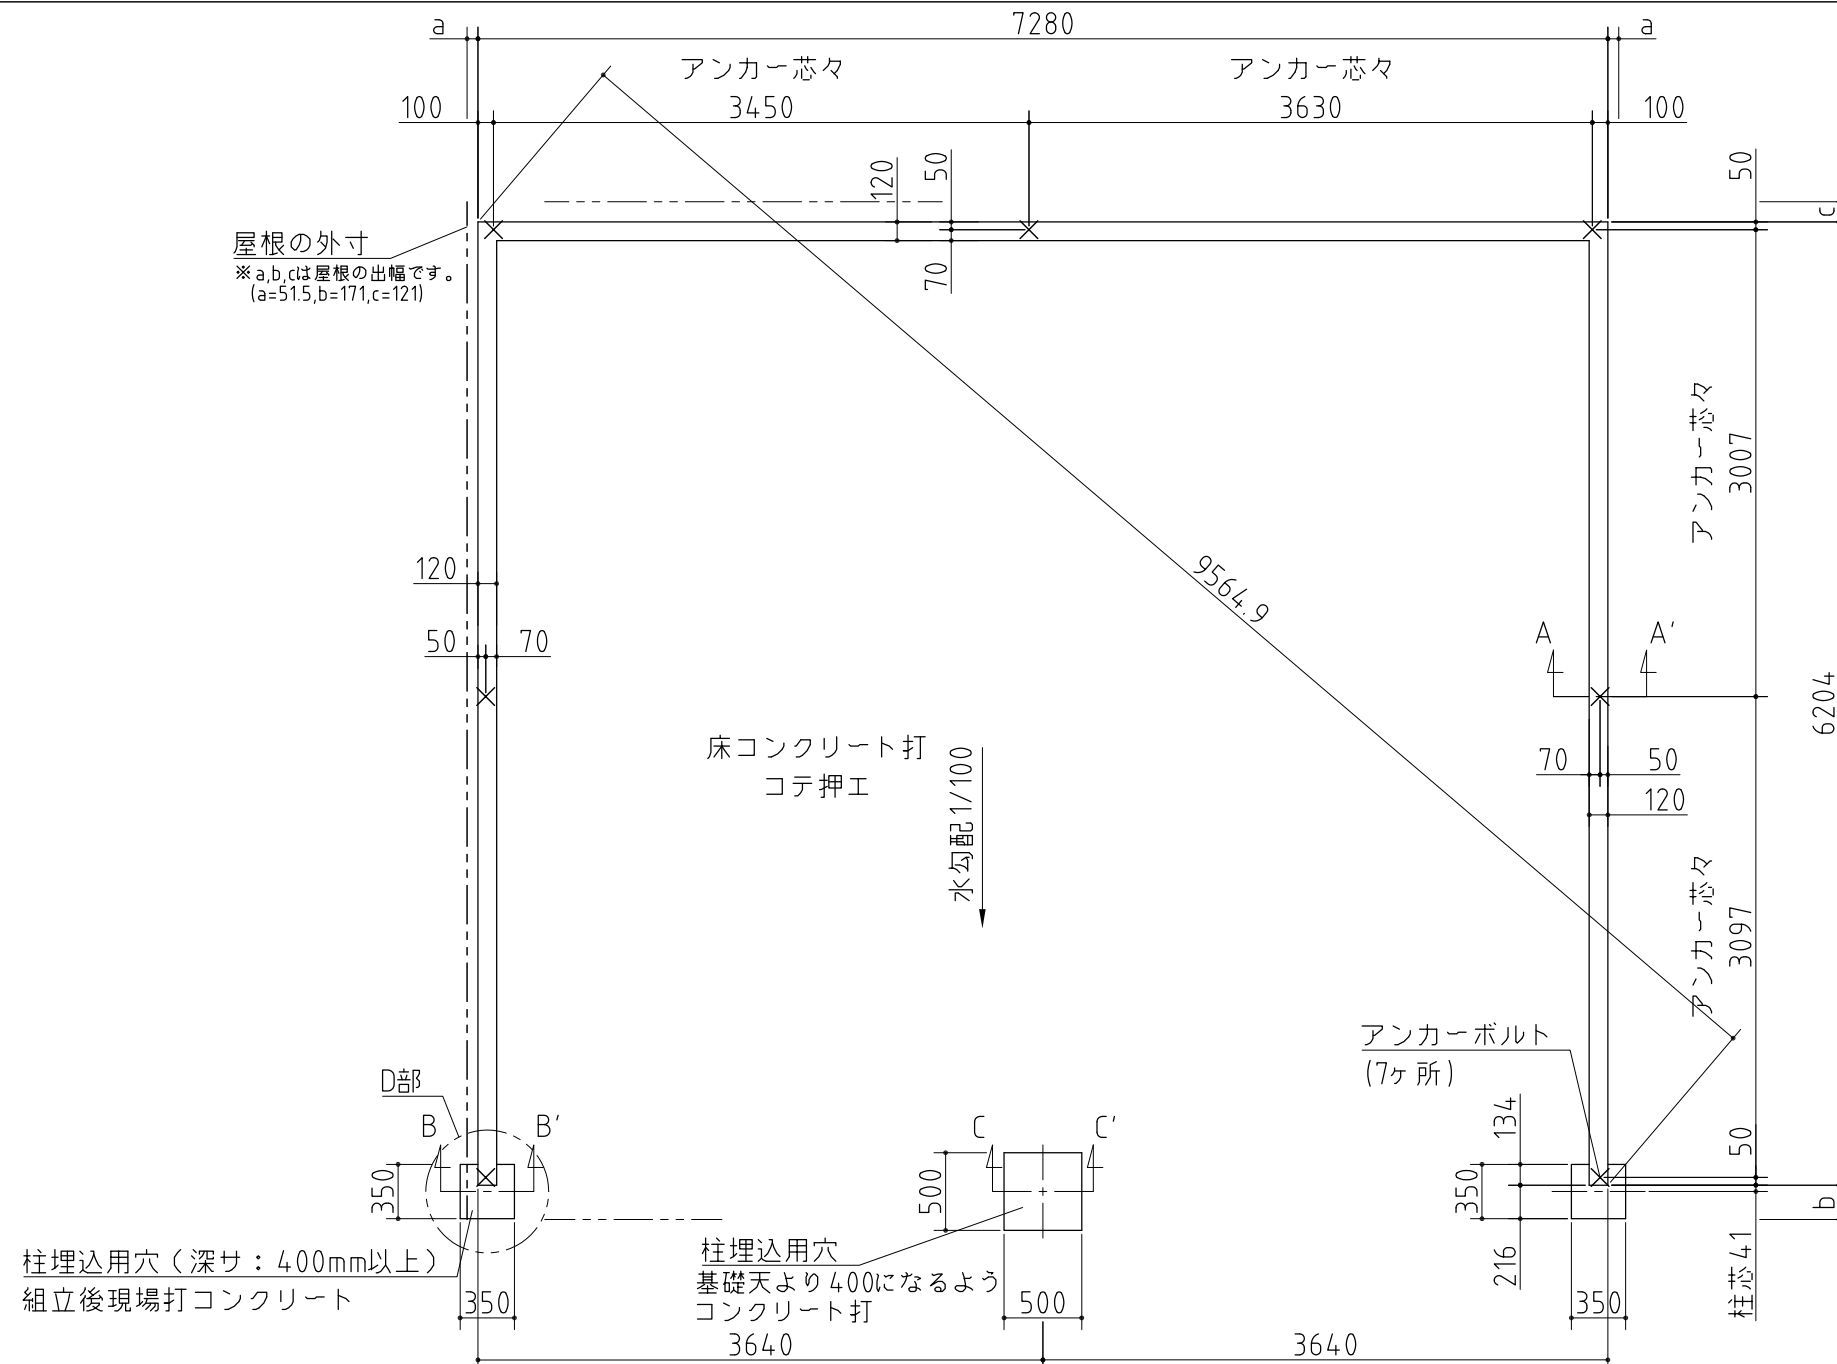 a
7280
a
アンカー芯々
アンカー芯々
100
3450
3630
100
120
50
50
c
屋根の外寸
※a,b,cは屋根の出幅です。
(a=51.5,b=171,c=121)
70
アンカー芯々
3007
9564.9
120
50
70
A
A'
6204
床コンクリート打
コテ押エ
水勾配 1/100
70
50
120
アンカー芯々
3097
アンカーボルト
(7ヶ所)
D部
B
B'
C
C'
134
50
350
500
350
b
216
柱芯41
柱埋込用穴(深サ:400mm以上)
組立後現場打コンクリート
柱埋込用穴
基礎天より400になるよう
コンクリート打
350
500
350
3640
3640